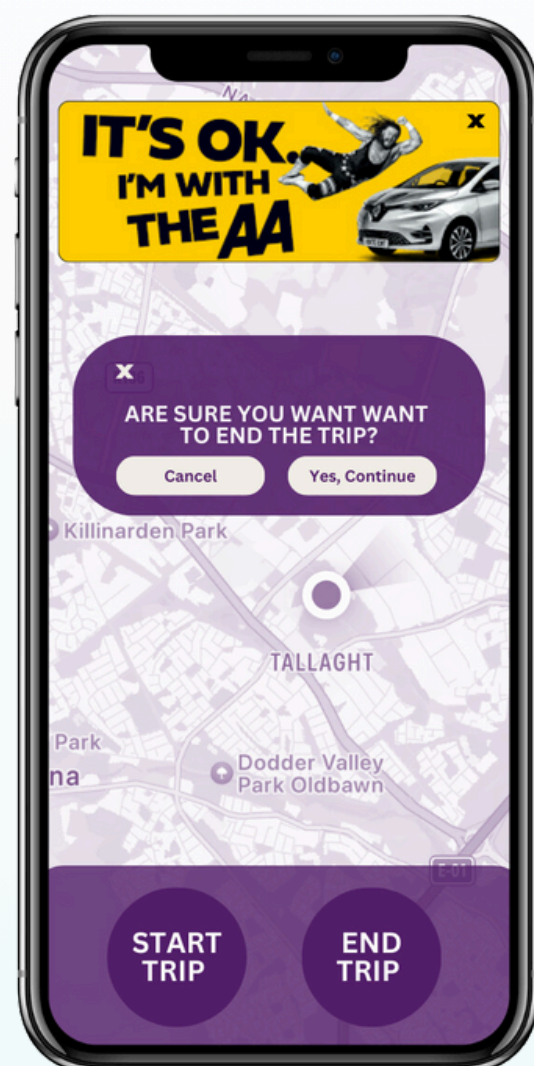 IT'S OK.
I'M WITH
THE AA
X
X
ARE SURE YOU WANT WANT
TO END THE TRIP?
Cancel
Yes, Continue
Killinarden Park
TALLAGHT
Park
na
Dodder Valley
Park Oldbawn
E-01
START
TRIP
END
TRIP